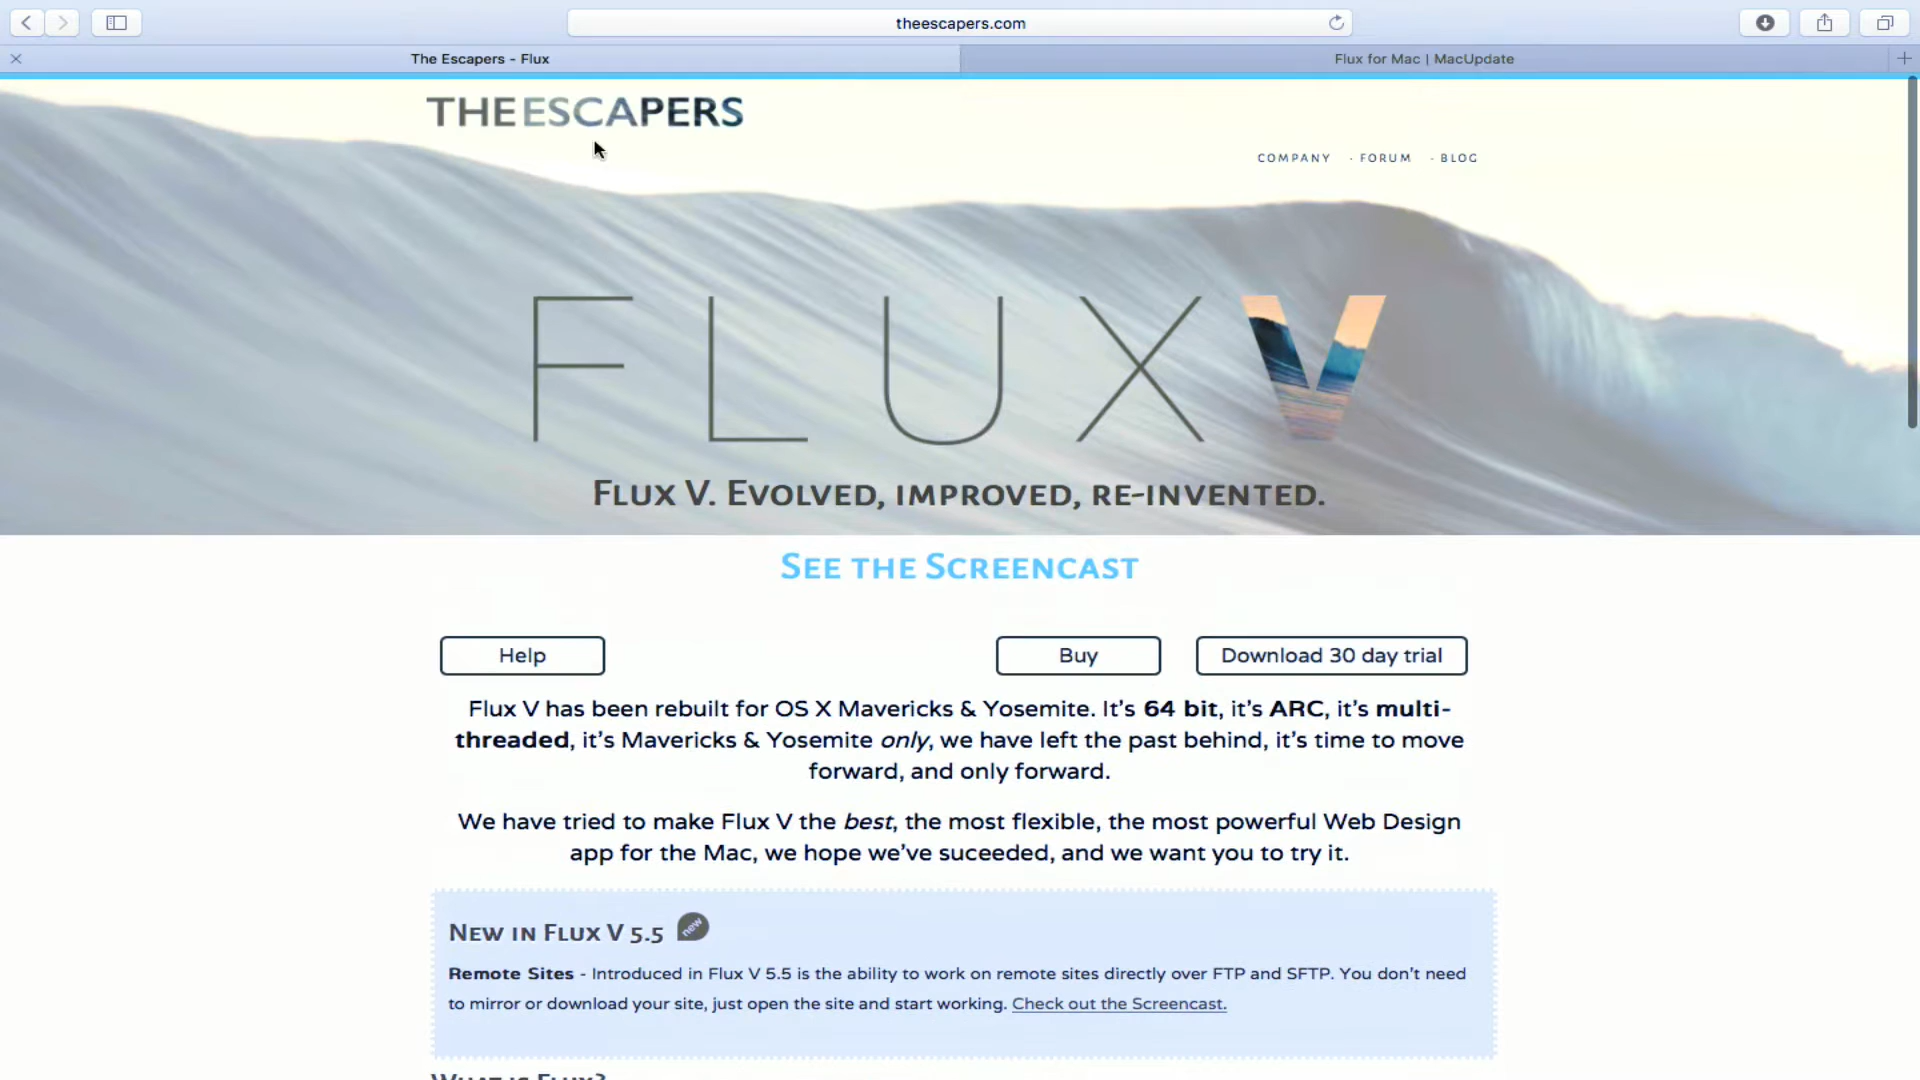 theescapers.com
The Escapers - Flux
Flux for Mac | MacUpdate
THEESCAPERS
COMPANY · FORUM · BLOG
FLUXV
FLUX V. EVOLVED, IMPROVED, RE-INVENTED.
SEE THE SCREENCAST
Help
Buy
Download 30 day trial
Flux V has been rebuilt for OS X Mavericks & Yosemite. It's 64 bit, it's ARC, it's multi-
threaded, it's Mavericks & Yosemite only, we have left the past behind, it's time to move
forward, and only forward.
We have tried to make Flux V the best, the most flexible, the most powerful Web Design
app for the Mac, we hope we've suceeded, and we want you to try it.
NEW IN FLUX V 5.5
new
Remote Sites - Introduced in Flux V 5.5 is the ability to work on remote sites directly over FTP and SFTP. You don't need
to mirror or download your site, just open the site and start working. Check out the Screencast.
WHAT IS FLUX?